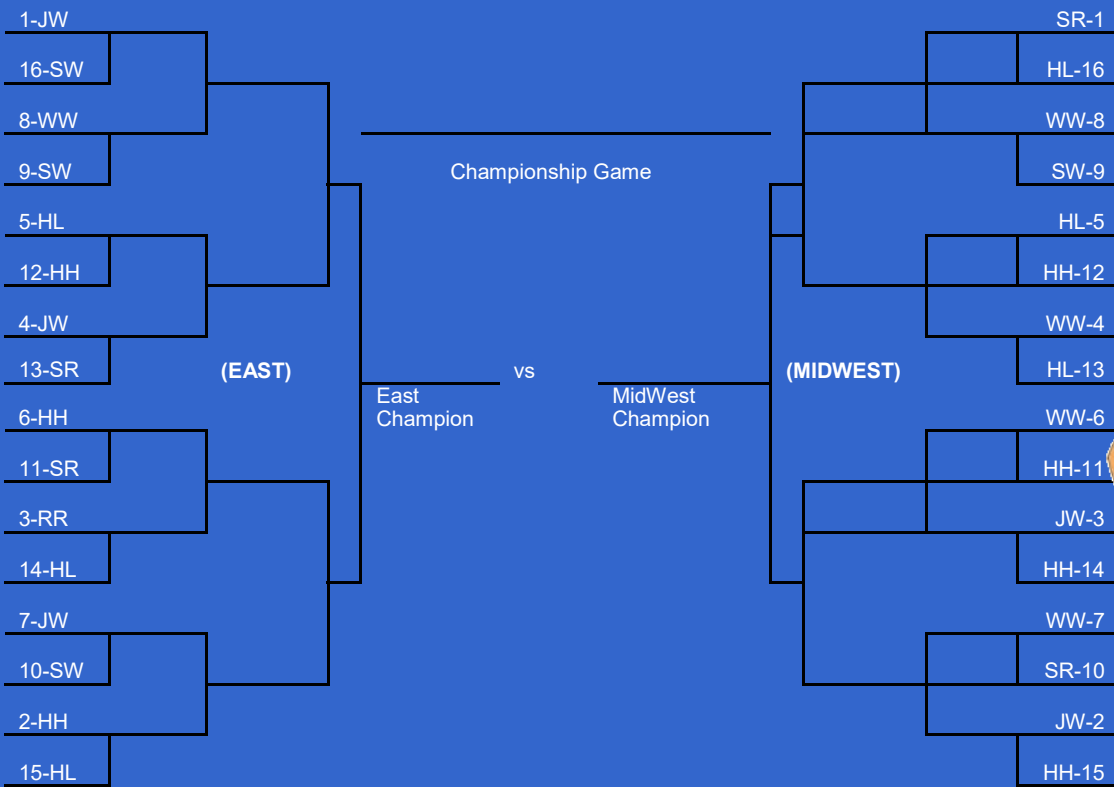 1-JW
16-SW
8-WW
9-SW
5-HL
12-HH
4-JW
13-SR
6-HH
11-SR
3-RR
14-HL
7-JW
10-SW
2-HH
15-HL
(EAST)
Championship Game
East
Champion
vs
MidWest
Champion
(MIDWEST)
SR-1
HL-16
WW-8
SW-9
HL-5
HH-12
WW-4
HL-13
WW-6
HH-11
JW-3
HH-14
WW-7
SR-10
JW-2
HH-15